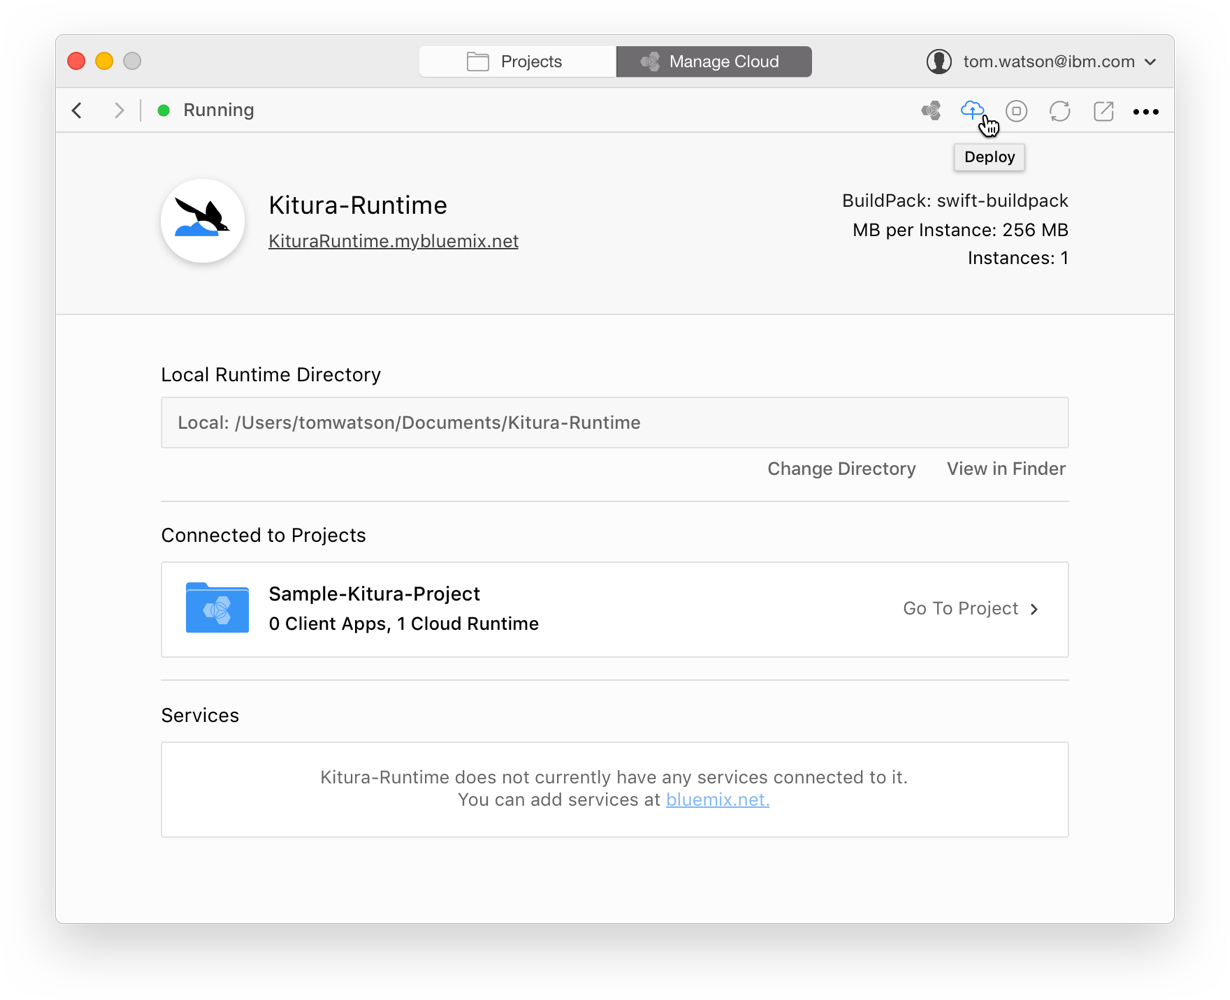 Projects
Manage Cloud
tom.watson@ibm.com
Running
Deploy
Kitura-Runtime
KituraRuntime.mybluemix.net
BuildPack: swift-buildpack
MB per Instance: 256 MB
Instances: 1
Local Runtime Directory
Local: /Users/tomwatson/Documents/Kitura-Runtime
Change Directory
View in Finder
Connected to Projects
Sample-Kitura-Project
0 Client Apps, 1 Cloud Runtime
Go To Project
Services
Kitura-Runtime does not currently have any services connected to it.
You can add services at bluemix.net.